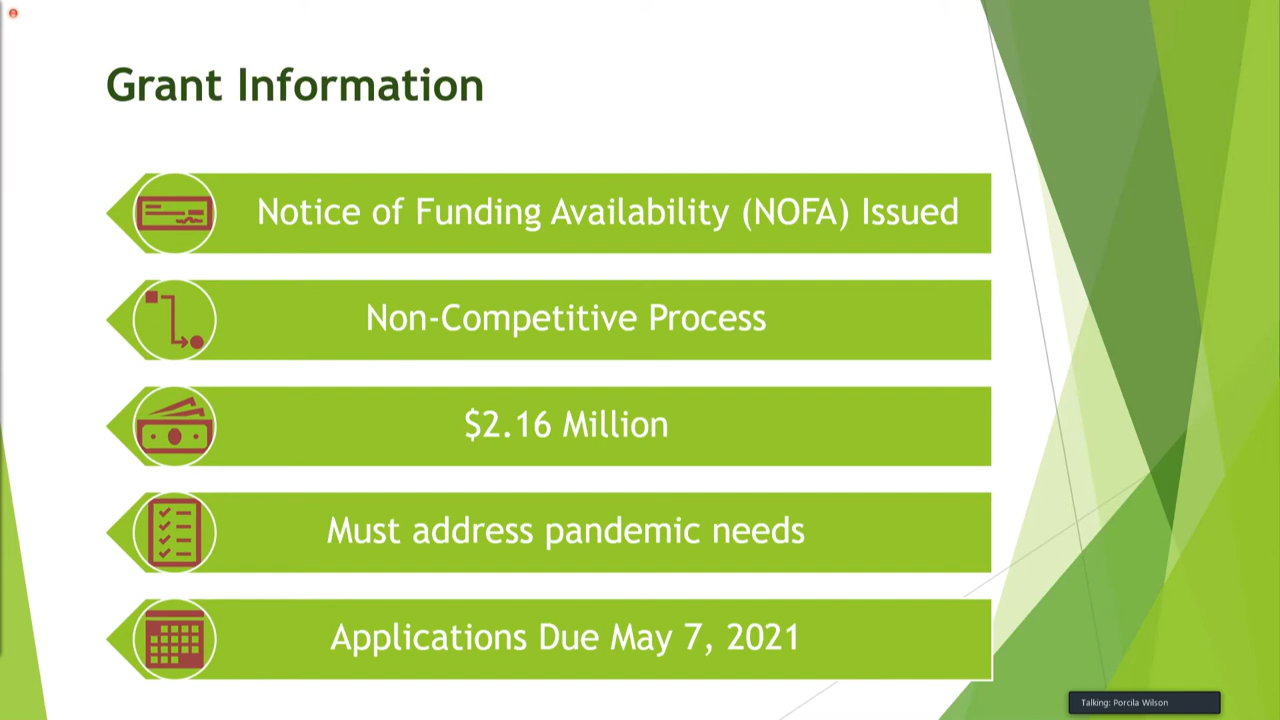 Grant Information
Notice of Funding Availability (NOFA) Issued
Non-Competitive Process
$2.16 Million
Must address pandemic needs
Applications Due May 7, 2021
Talking: Porcila Wilson